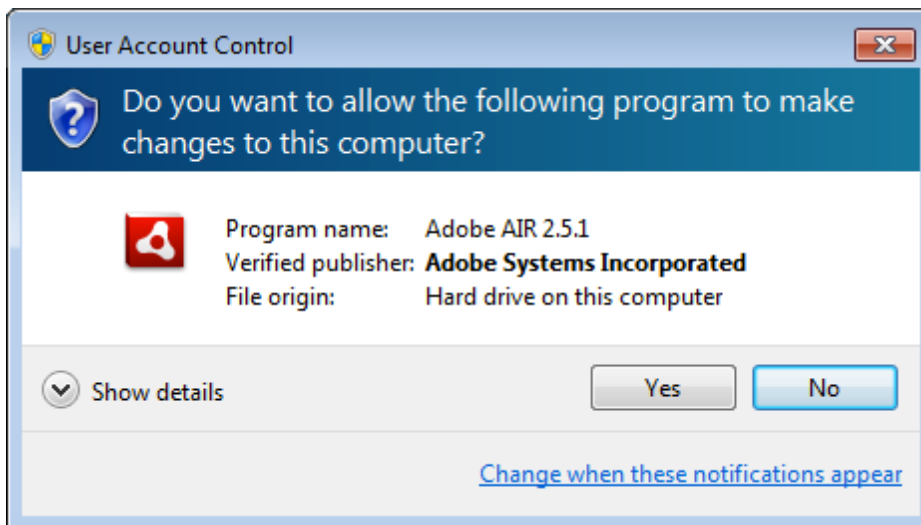 User Account Control
Do you want to allow the following program to make
changes to this computer?
Program name: Adobe AIR 2.5.1
Verified publisher: Adobe Systems Incorporated
File origin: Hard drive on this computer
Show details
Yes
No
Change when these notifications appear